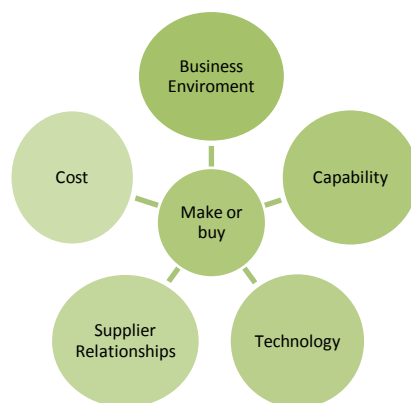 Business
Enviroment
Cost
Capability
Make or
buy
Supplier
Relationships
Technology